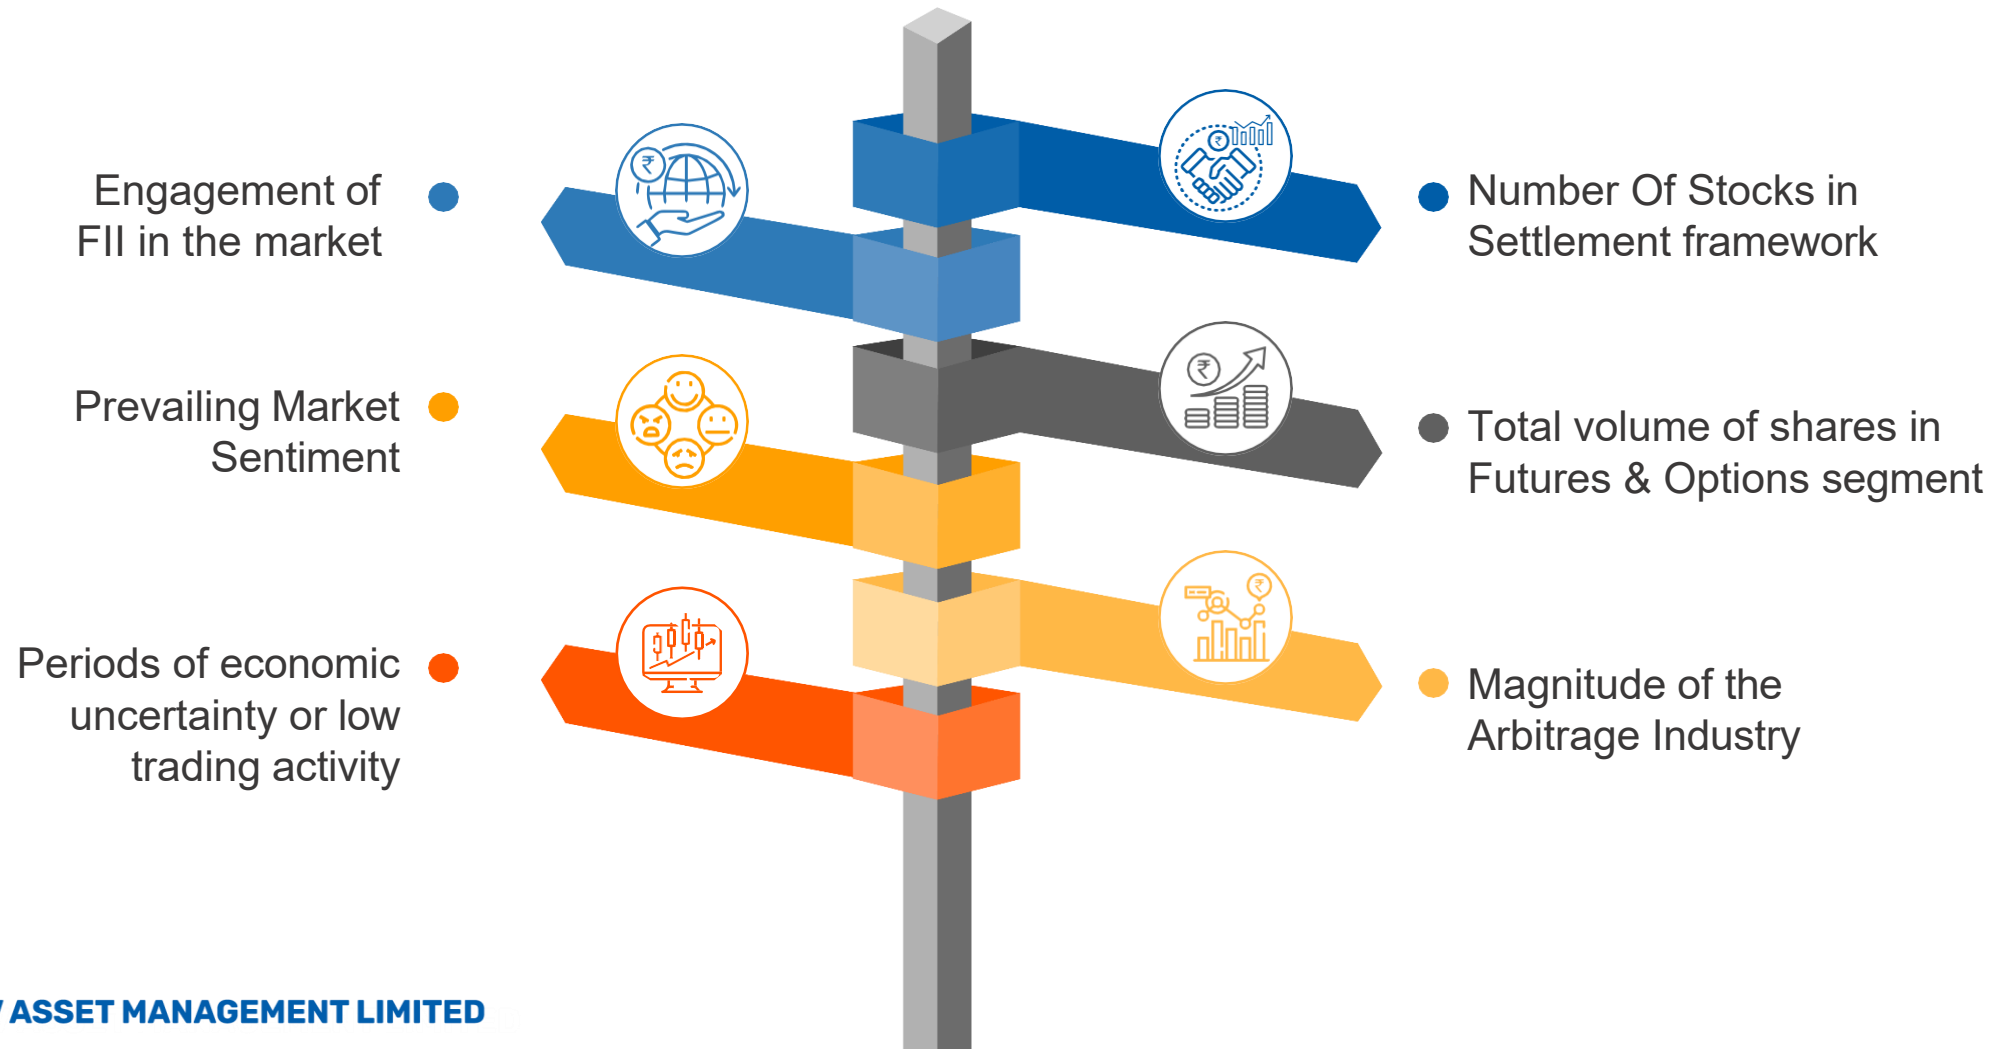 Engagement of
FII in the market
Number Of Stocks in
Settlement framework
Prevailing Market
Sentiment
Total volume of shares in
Futures & Options segment
Periods of economic
uncertainty or low
trading activity
Magnitude of the
Arbitrage Industry
ASSET MANAGEMENT LIMITED